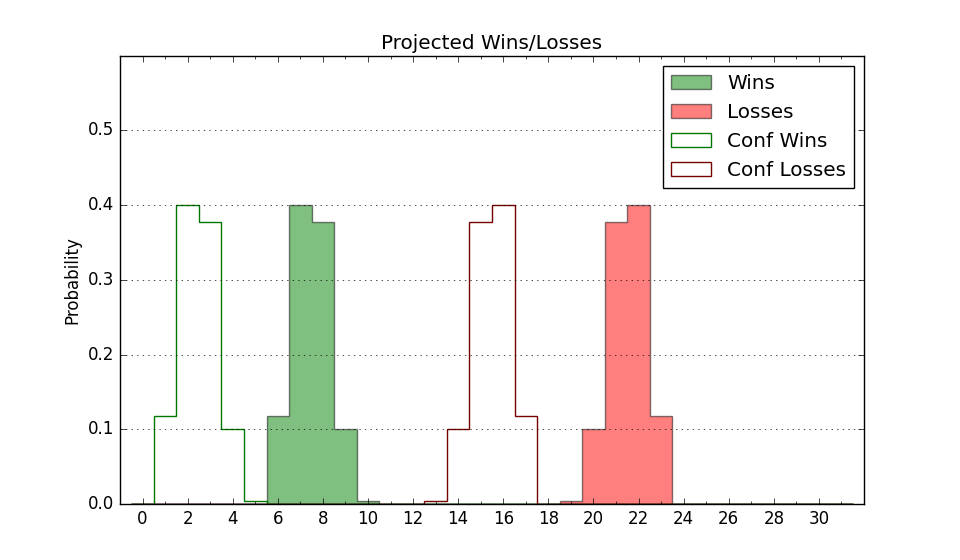 Projected Wins/Losses
Wins
Losses
Conf Wins
Conf Losses
Probability
0.5
0.4
0.3
0.2
0.1
0.0
0 2 4 6 8 10 12 14 16 18 20 22 24 26 28 30